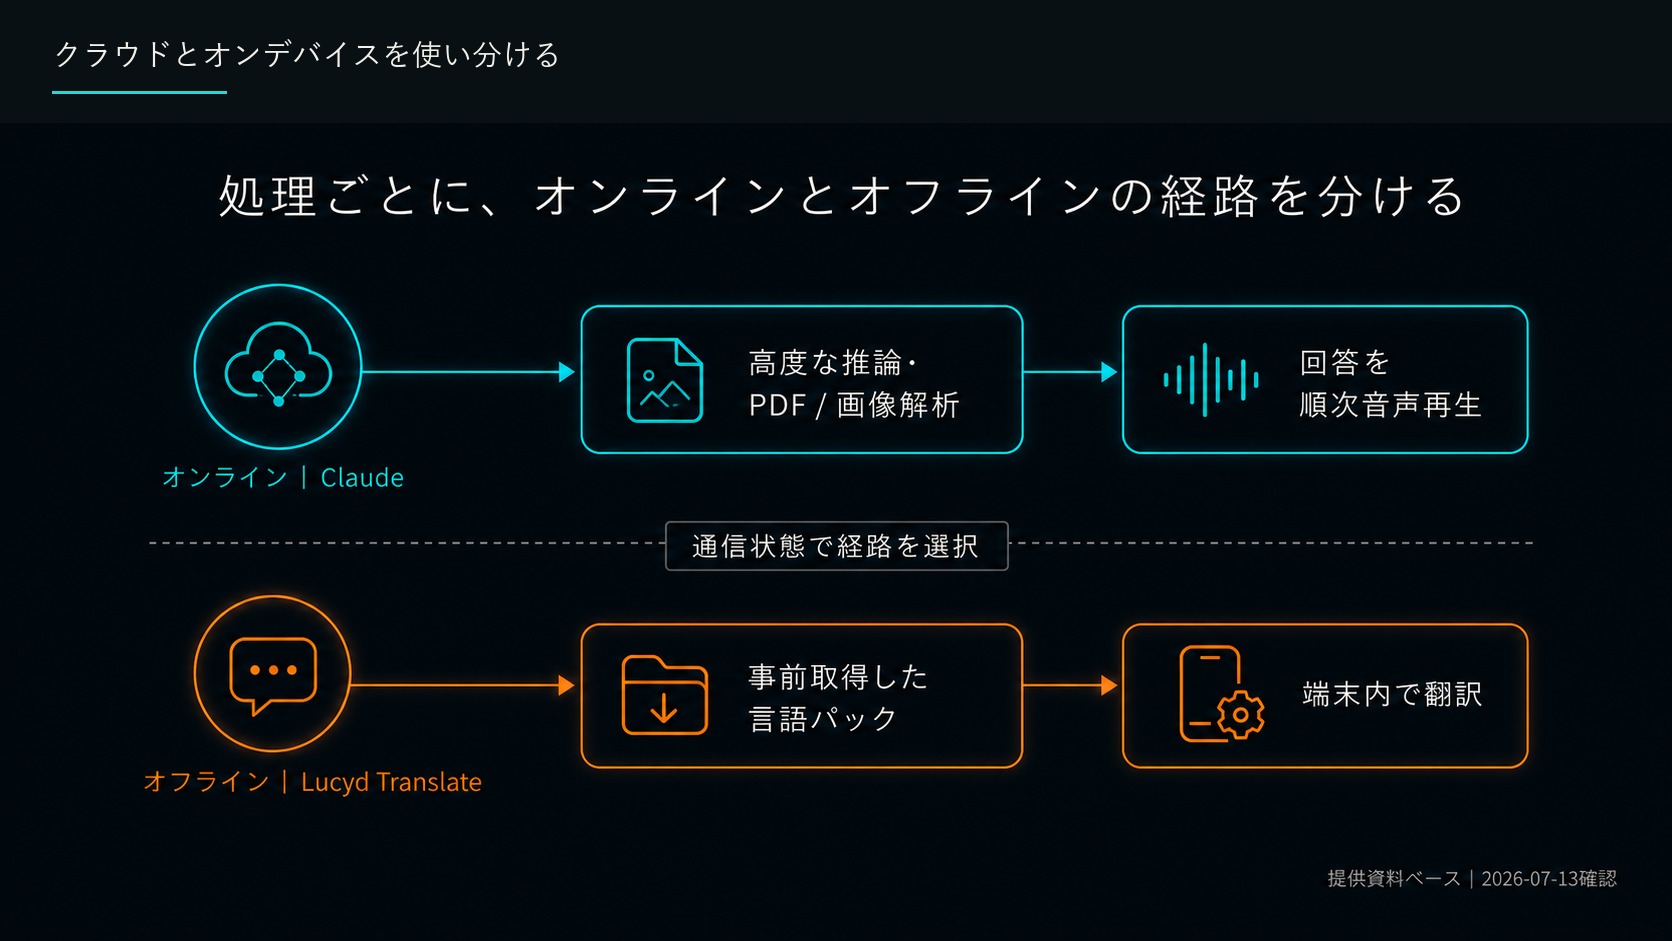 クラウドとオンデバイスを使い分ける
処理ごとに、オンラインとオフラインの経路を分ける
高度な推論・
PDF / 画像解析
回答を
順次音声再生
オンライン｜Claude
通信状態で経路を選択
事前取得した
言語パック
端末内で翻訳
オフライン｜Lucyd Translate
提供資料ベース｜2026-07-13確認